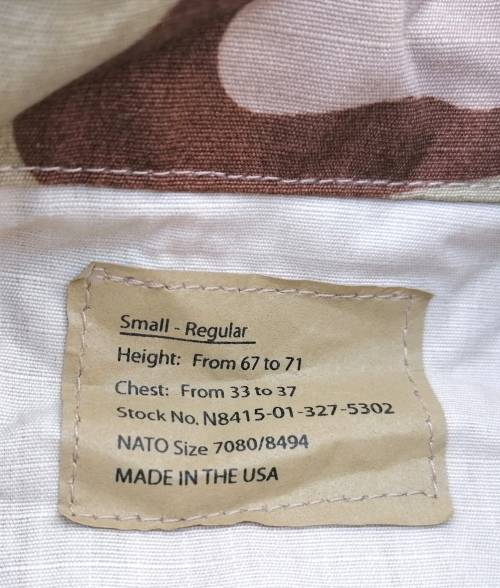 Small - Regular
Height: From 67 to 71
Chest: From 33 to 37
Stock No. N8415-01-327-5302
NATO Size 7080/8494
MADE IN THE USA